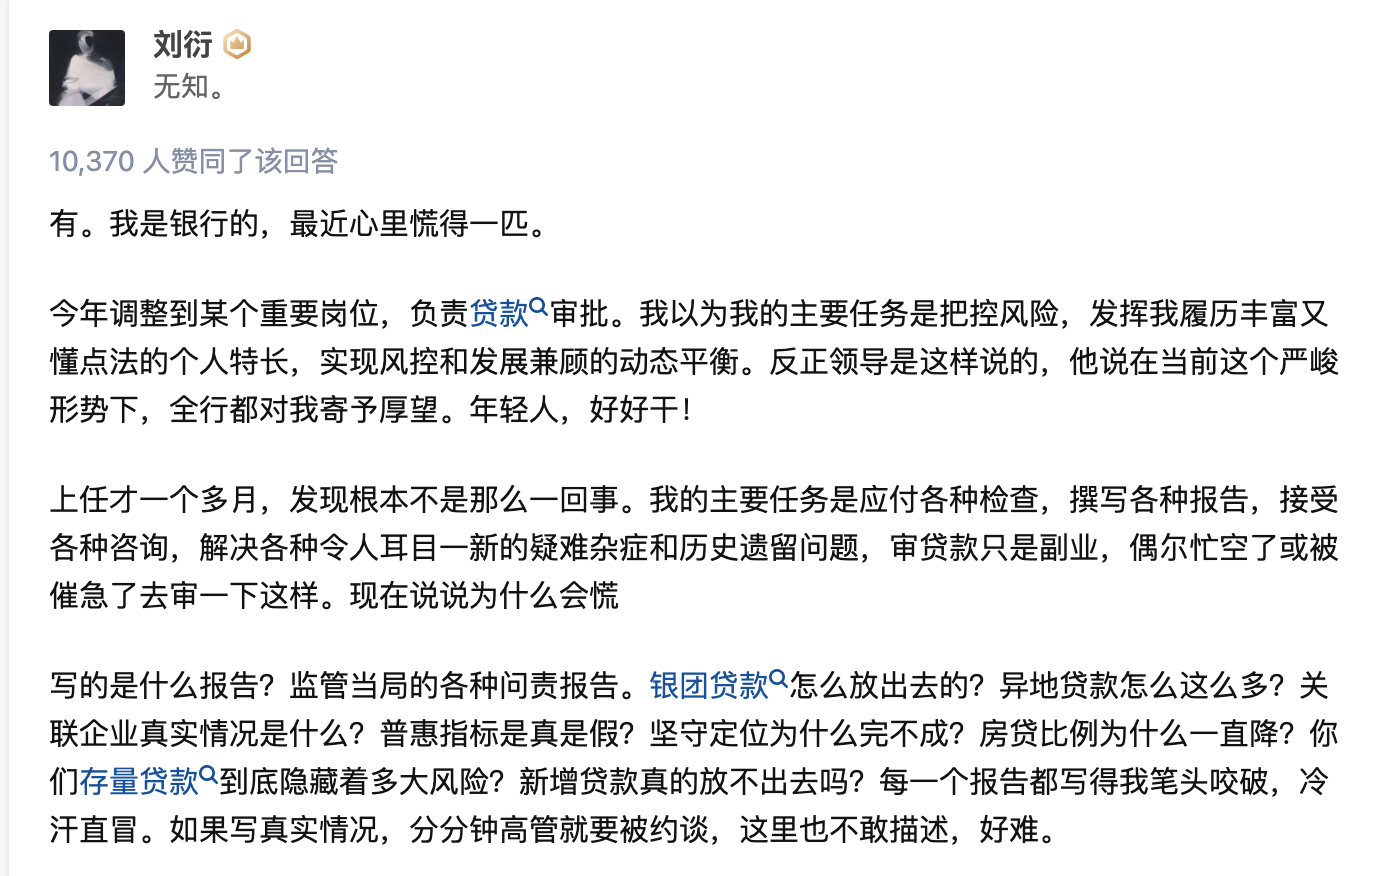 刘衍
无知。
10,370 人赞同了该回答
有。我是银行的，最近心里慌得一匹。
今年调整到某个重要岗位，负责贷款审批。我以为我的主要任务是把控风险，发挥我履历丰富又
懂点法的个人特长，实现风控和发展兼顾的动态平衡。反正领导是这样说的，他说在当前这个严峻
形势下，全行都对我寄予厚望。年轻人，好好干！
上任才一个多月，发现根本不是那么一回事。我的主要任务是应付各种检查，撰写各种报告，接受
各种咨询，解决各种令人耳目一新的疑难杂症和历史遗留问题，审贷款只是副业，偶尔忙空了或被
催急了去审一下这样。现在说说为什么会慌
写的是什么报告？监管当局的各种问责报告。银团贷款怎么放出去的？异地贷款怎么这么多？关
联企业真实情况是什么？普惠指标是真是假？坚守定位为什么完不成？房贷比例为什么一直降？你
们存量贷款到底隐藏着多大风险？新增贷款真的放不出去吗？每一个报告都写得我笔头咬破，冷
汗直冒。如果写真实情况，分分钟高管就要被约谈，这里也不敢描述，好难。